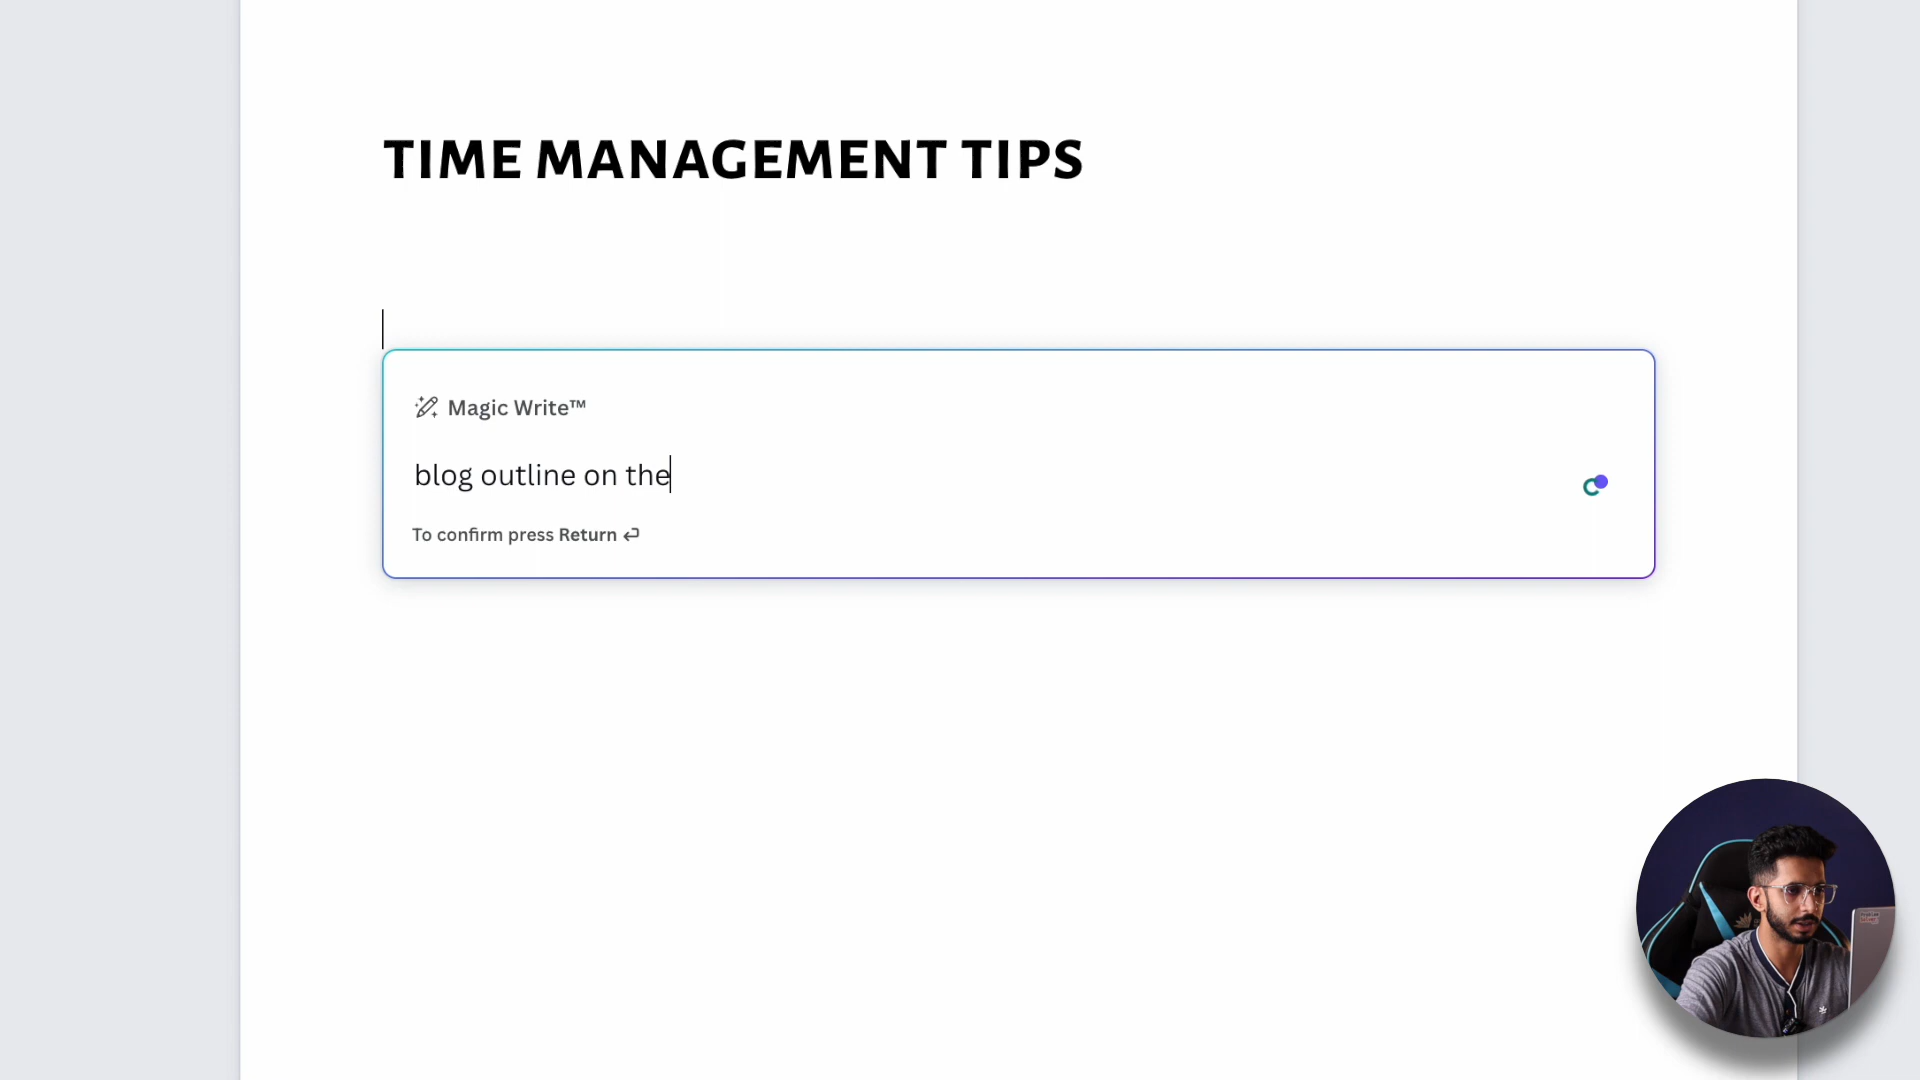 TIME MANAGEMENT TIPS
Magic Write™
blog outline on the
To confirm press Return ↵